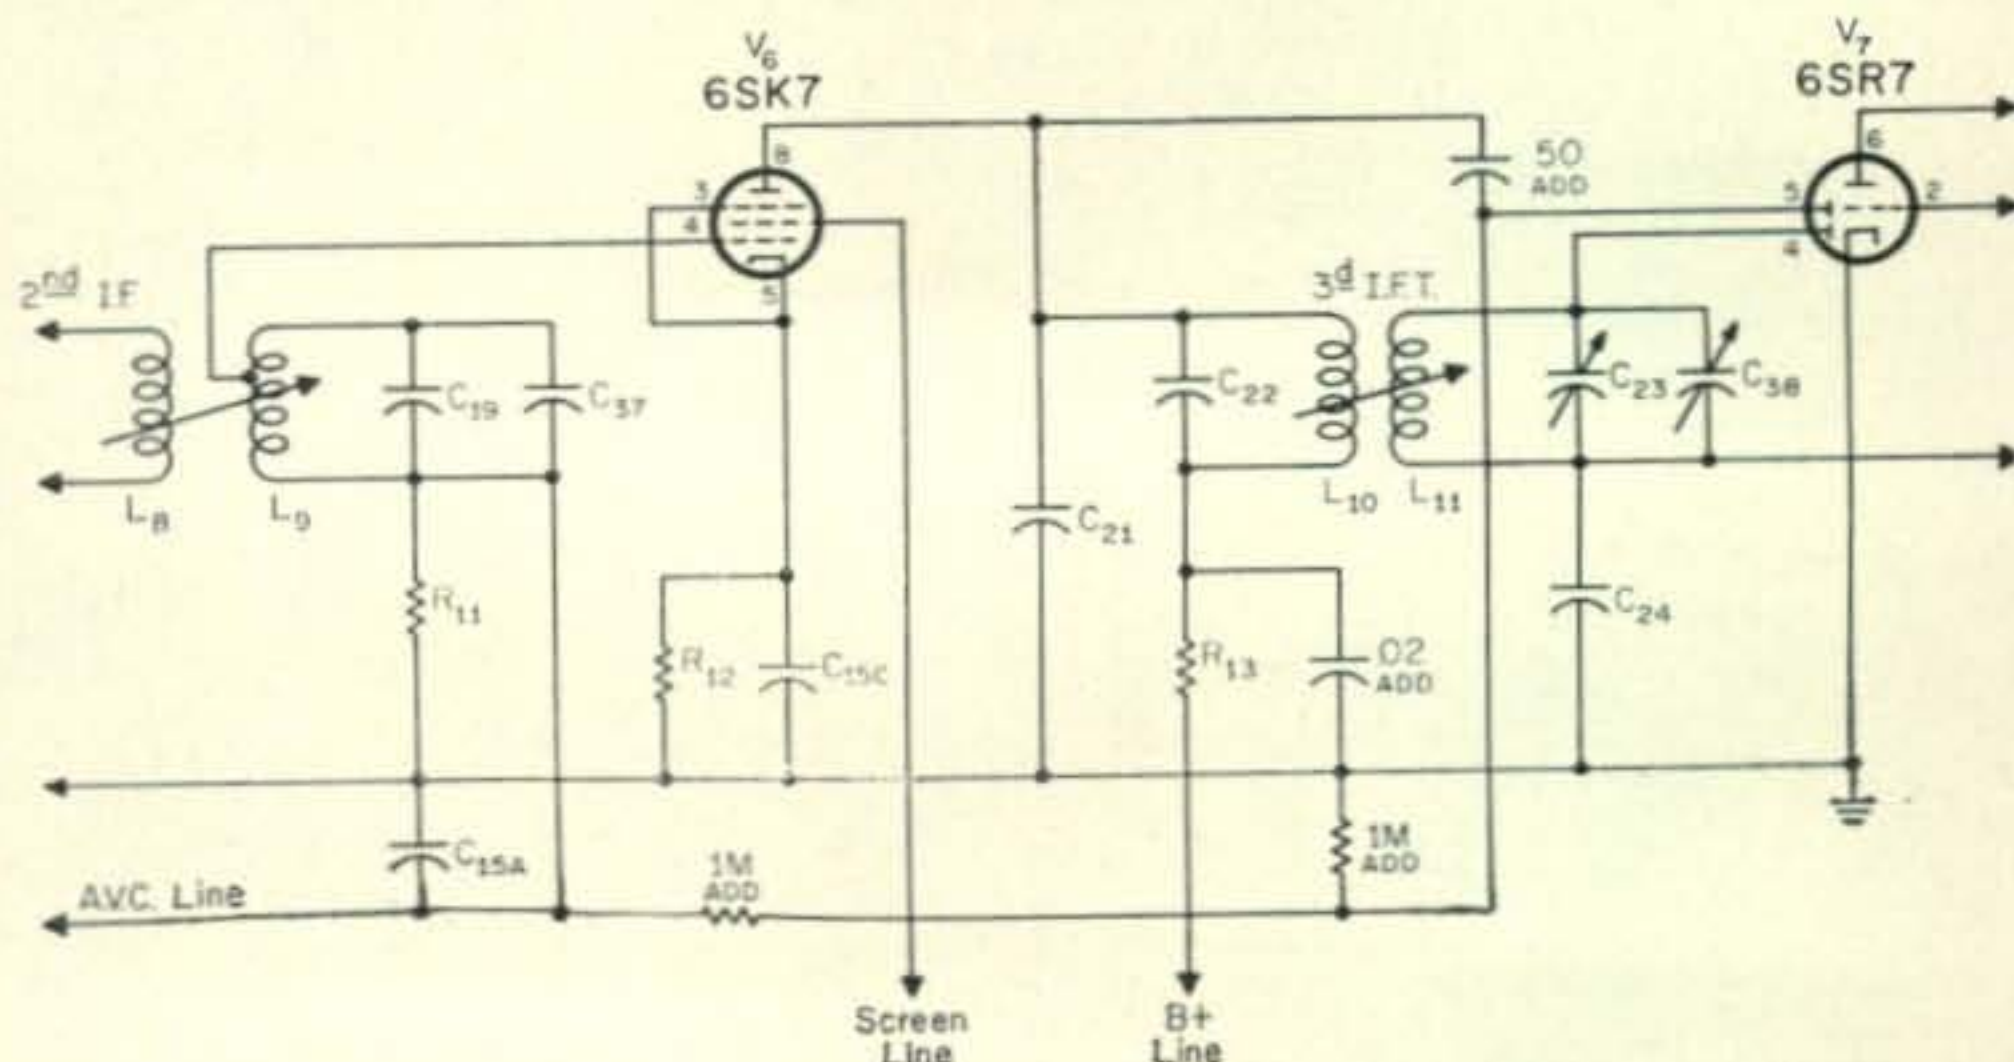 V6
6SK7
V7
6SR7
8
6
50
ADD
3
4
5
2
4
2nd I.F.
5
3d I.F.T.
C19
C37
C22
C23
C38
L8
L9
L10
L11
C21
R11
C24
R12
C15C
R13
.02
ADD
1M
ADD
C15A
1M
ADD
A.V.C. Line
Screen
Line
B+
Line